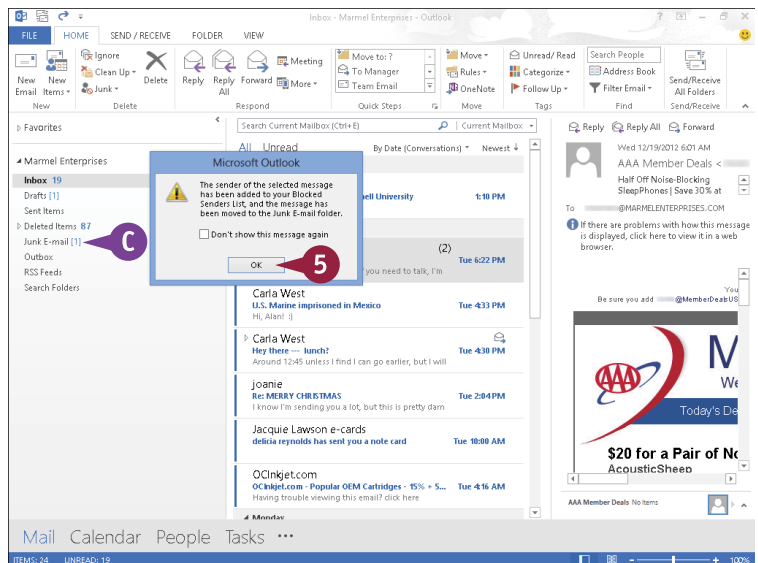 Inbox - Marmel Enterprises - Outlook
FILE HOME SEND / RECEIVE FOLDER VIEW
New Email
New Items
Ignore
Clean Up
Junk
Delete
Reply
Reply All
Forward
Meeting
More
Move to: ?
To Manager
Team Email
Move
Rules
OneNote
Unread/ Read
Categorize
Follow Up
Search People
Address Book
Filter Email
Send/Receive All Folders
New Delete Respond Quick Steps Move Tags Find Send/Receive
Favorites
Marmel Enterprises
Inbox 19
Drafts [1]
Sent Items
Deleted Items 87
Junk E-mail [1]
C
Outbox
RSS Feeds
Search Folders
Search Current Mailbox (Ctrl+E) Current Mailbox
All Unread By Date (Conversations) Newest
Microsoft Outlook
The sender of the selected message
has been added to your Blocked
Senders List, and the message has
been moved to the Junk E-mail folder.
Don't show this message again
OK
5
ell University 1:10 PM
(2)
Tue 6:22 PM
you need to talk, I'm
Carla West
U.S. Marine imprisoned in Mexico Tue 4:33 PM
Hi, Alan! :)
Carla West
Hey there --- lunch? Tue 4:30 PM
Around 12:45 unless I find I can go earlier, but I will
joanie
Re: MERRY CHRISTMAS Tue 2:04 PM
I know I'm sending you a lot, but this is pretty darn
Jacquie Lawson e-cards
delicia reynolds has sent you a note card Tue 10:00 AM
OCInkjet.com
OCInkjet.com - Popular OEM Cartridges - 15% + 5... Tue 4:16 AM
Having trouble viewing this email? click here
Monday
Reply Reply All Forward
Wed 12/19/2012 6:01 AM
AAA Member Deals <
Half Off Noise-Blocking
SleepPhones | Save 30% at
To @MARMELENTERPRISES.COM
If there are problems with how this message
is displayed, click here to view it in a web
browser.
You
Be sure you add @MemberDealsUS
AAA
M
We
Today's De
$20 for a Pair of No
AcousticSheep
AAA Member Deals No Items
Mail Calendar People Tasks •••
ITEMS: 24 UNREAD: 19 100%